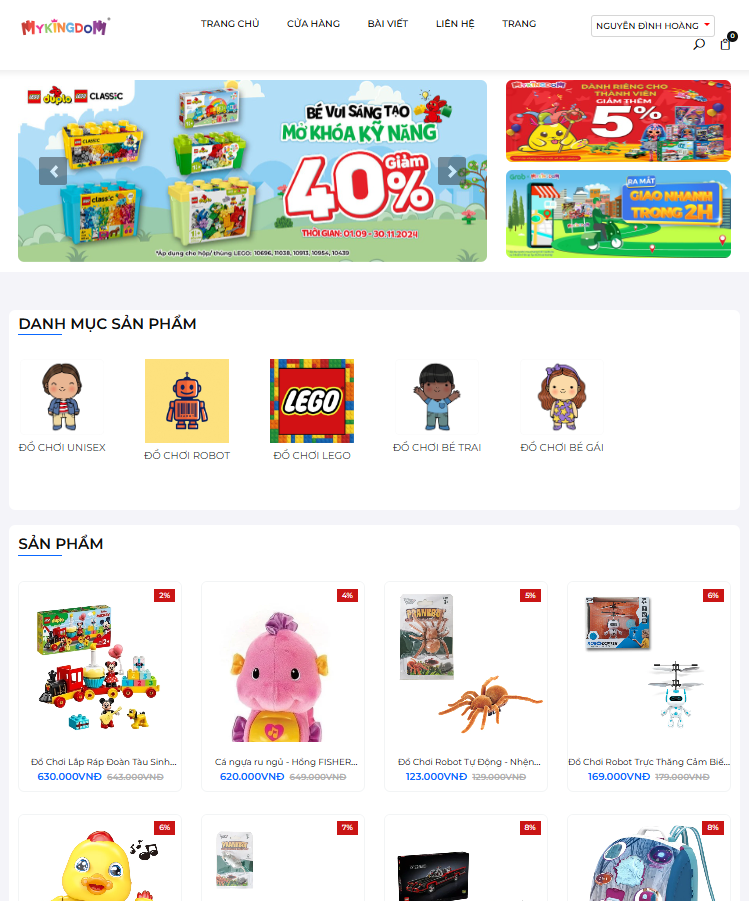 MYKINGDOM
TRANG CHỦ
CỬA HÀNG
BÀI VIẾT
LIÊN HỆ
TRANG
NGUYỄN ĐÌNH HOÀNG
0
LEGO duplo LEGO CLASSIC
BÉ VUI SÁNG TẠO
MỞ KHÓA KỸ NĂNG
Giảm
40%
THỜI GIAN: 01.09 - 30.11.2024
*Áp dụng cho hộp/ thùng LEGO: 10696, 11038, 10913, 10954, 10439
MYKINGDOM
DÀNH RIÊNG CHO
THÀNH VIÊN
GIẢM THÊM
5%
Grab MYKINGDOM
RA MẮT
GIAO NHANH
TRONG 2H
DANH MỤC SẢN PHẨM
LEGO
ĐỒ CHƠI UNISEX
ĐỒ CHƠI ROBOT
ĐỒ CHƠI LEGO
ĐỒ CHƠI BÉ TRAI
ĐỒ CHƠI BÉ GÁI
SẢN PHẨM
2%
4%
5%
6%
Đồ Chơi Lắp Ráp Đoàn Tàu Sinh...
630.000VNĐ 643.000VNĐ
Cá ngựa ru ngủ - Hồng FISHER...
620.000VNĐ 649.000VNĐ
Đồ Chơi Robot Tự Động - Nhện...
123.000VNĐ 129.000VNĐ
Đồ Chơi Robot Trực Thăng Cảm Biế...
169.000VNĐ 179.000VNĐ
6%
7%
8%
8%